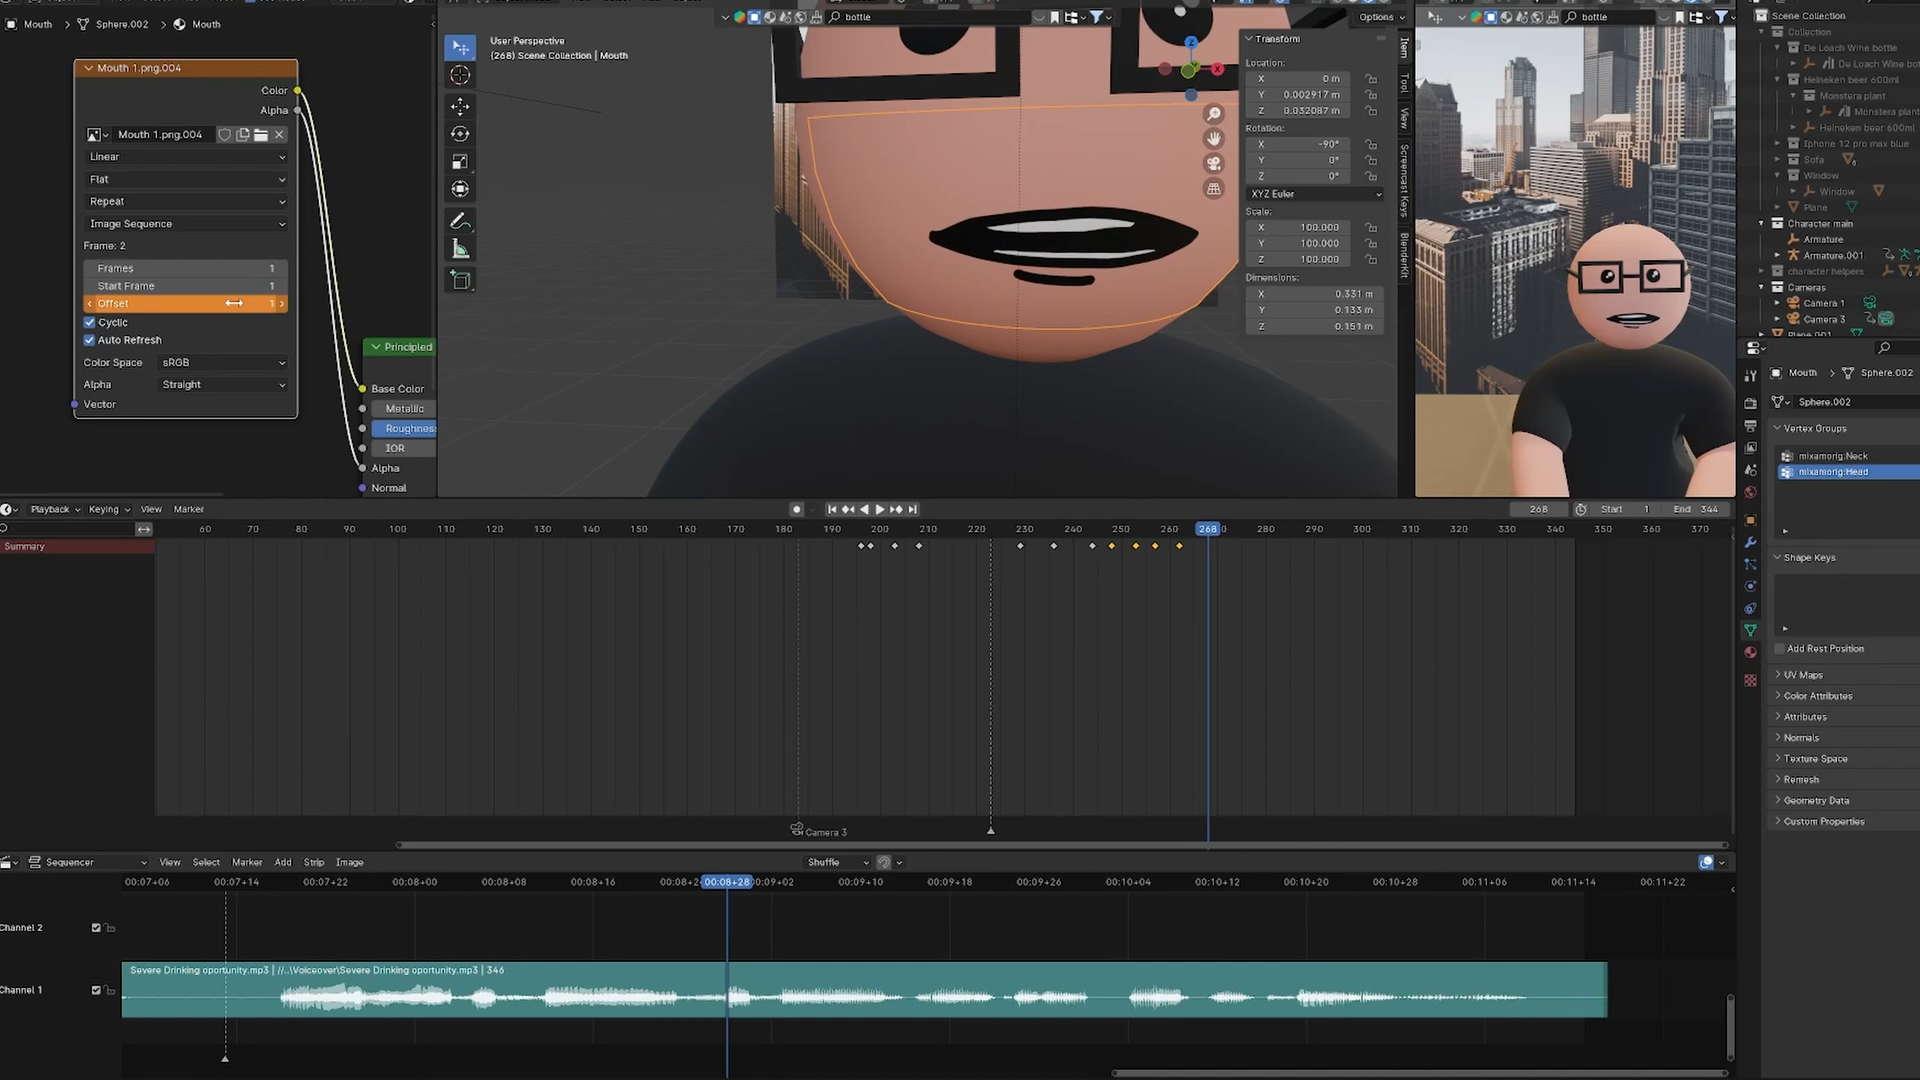 Mouth > Sphere.002 > Mouth
Mouth 1.png.004
Color
Alpha
Mouth 1.png.004
Linear
Flat
Repeat
Image Sequence
Frame: 2
Frames 1
Start Frame 1
Offset 1
Cyclic
Auto Refresh
Color Space sRGB
Alpha Straight
Vector
Principled
Base Color
Metallic
Roughness
IOR
Alpha
Normal
bottle
Options
User Perspective
(268) Scene Collection | Mouth
Z
X
Transform
Location:
X 0 m
Y 0.002917 m
Z 0.032087 m
Rotation:
X -90°
Y 0°
Z 0°
XYZ Euler
Scale:
X 100.000
Y 100.000
Z 100.000
Dimensions:
X 0.331 m
Y 0.133 m
Z 0.151 m
Item
Tool
View
Screencast Keys
BlenderKit
bottle
Scene Collection
Collection
De Loach Wine bottle
De Loach Wine bot
Heineken beer 600ml
Monstera plant
Monstera plant
Heineken beer 600ml
Iphone 12 pro max blue
Sofa
Window
Window
Plane
Character main
Armature
Armature.001
character helpers
Cameras
Camera 1
Camera 3
Plane.001
Mouth > Sphere.002
Sphere.002
Vertex Groups
mixamorig:Neck
mixamorig:Head
Shape Keys
Add Rest Position
UV Maps
Color Attributes
Attributes
Normals
Texture Space
Remesh
Geometry Data
Custom Properties
Playback Keying View Marker
268 Start 1 End 344
60 70 80 90 100 110 120 130 140 150 160 170 180 190 200 210 220 230 240 250 260 268 280 290 300 310 320 330 340 350 360 370
Summary
Camera 3
Sequencer View Select Marker Add Strip Image Shuffle
00:07+06 00:07+14 00:07+22 00:08+00 00:08+08 00:08+16 00:08+2 00:08+28 00:09+02 00:09+10 00:09+18 00:09+26 00:10+04 00:10+12 00:10+20 00:10+28 00:11+06 00:11+14 00:11+22
Channel 2
Severe Drinking oportunity.mp3 | //..\Voiceover\Severe Drinking oportunity.mp3 | 346
Channel 1